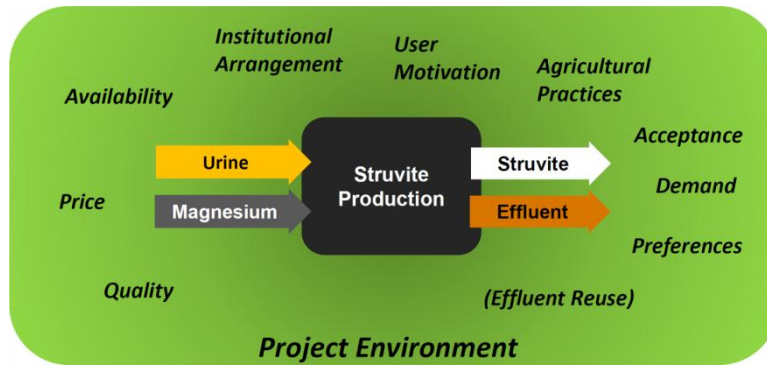 Institutional
Arrangement
User
Motivation
Agricultural
Practices
Availability
Acceptance
Urine
Struvite
Production
Struvite
Price
Magnesium
Effluent
Demand
Preferences
Quality
(Effluent Reuse)
Project Environment